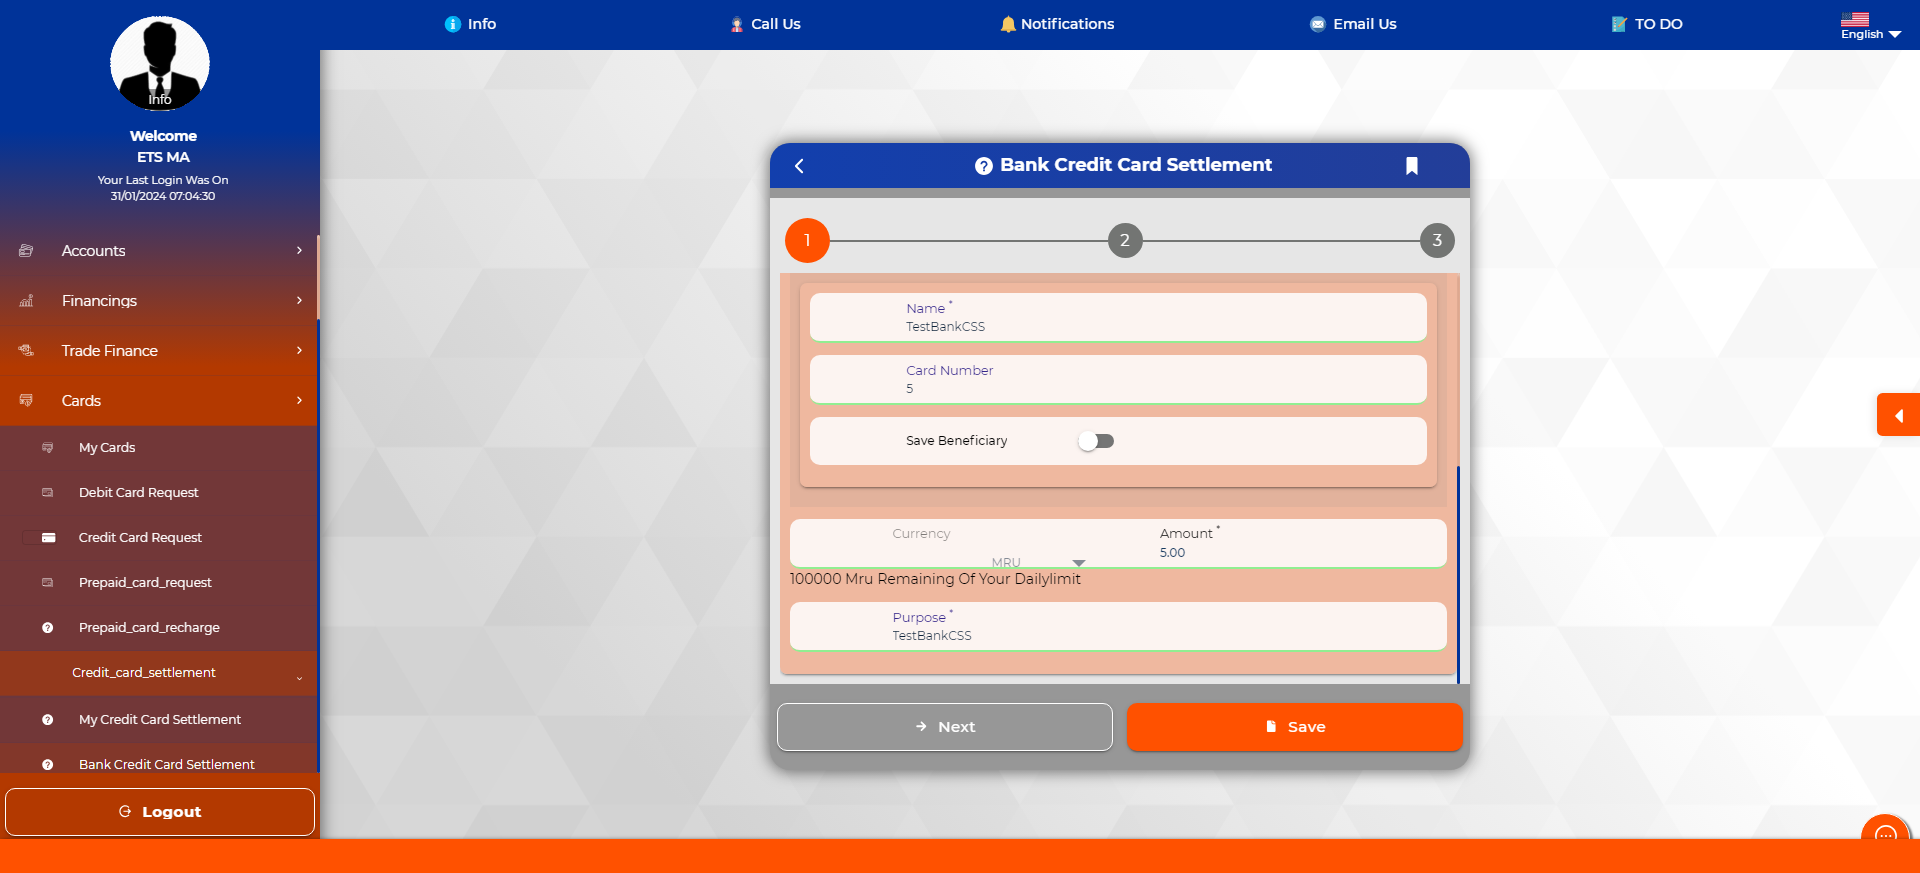 Info
Call Us
Notifications
Email Us
TO DO
English
Info
Welcome
ETS MA
Your Last Login Was On
31/01/2024 07:04:30
Accounts
Financings
Trade Finance
Cards
My Cards
Debit Card Request
Credit Card Request
Prepaid_card_request
Prepaid_card_recharge
Credit_card_settlement
My Credit Card Settlement
Bank Credit Card Settlement
Logout
Bank Credit Card Settlement
1 2 3
Name *
TestBankCSS
Card Number
5
Save Beneficiary
Currency
MRU
Amount *
5.00
100000 Mru Remaining Of Your Dailylimit
Purpose *
TestBankCSS
Next
Save